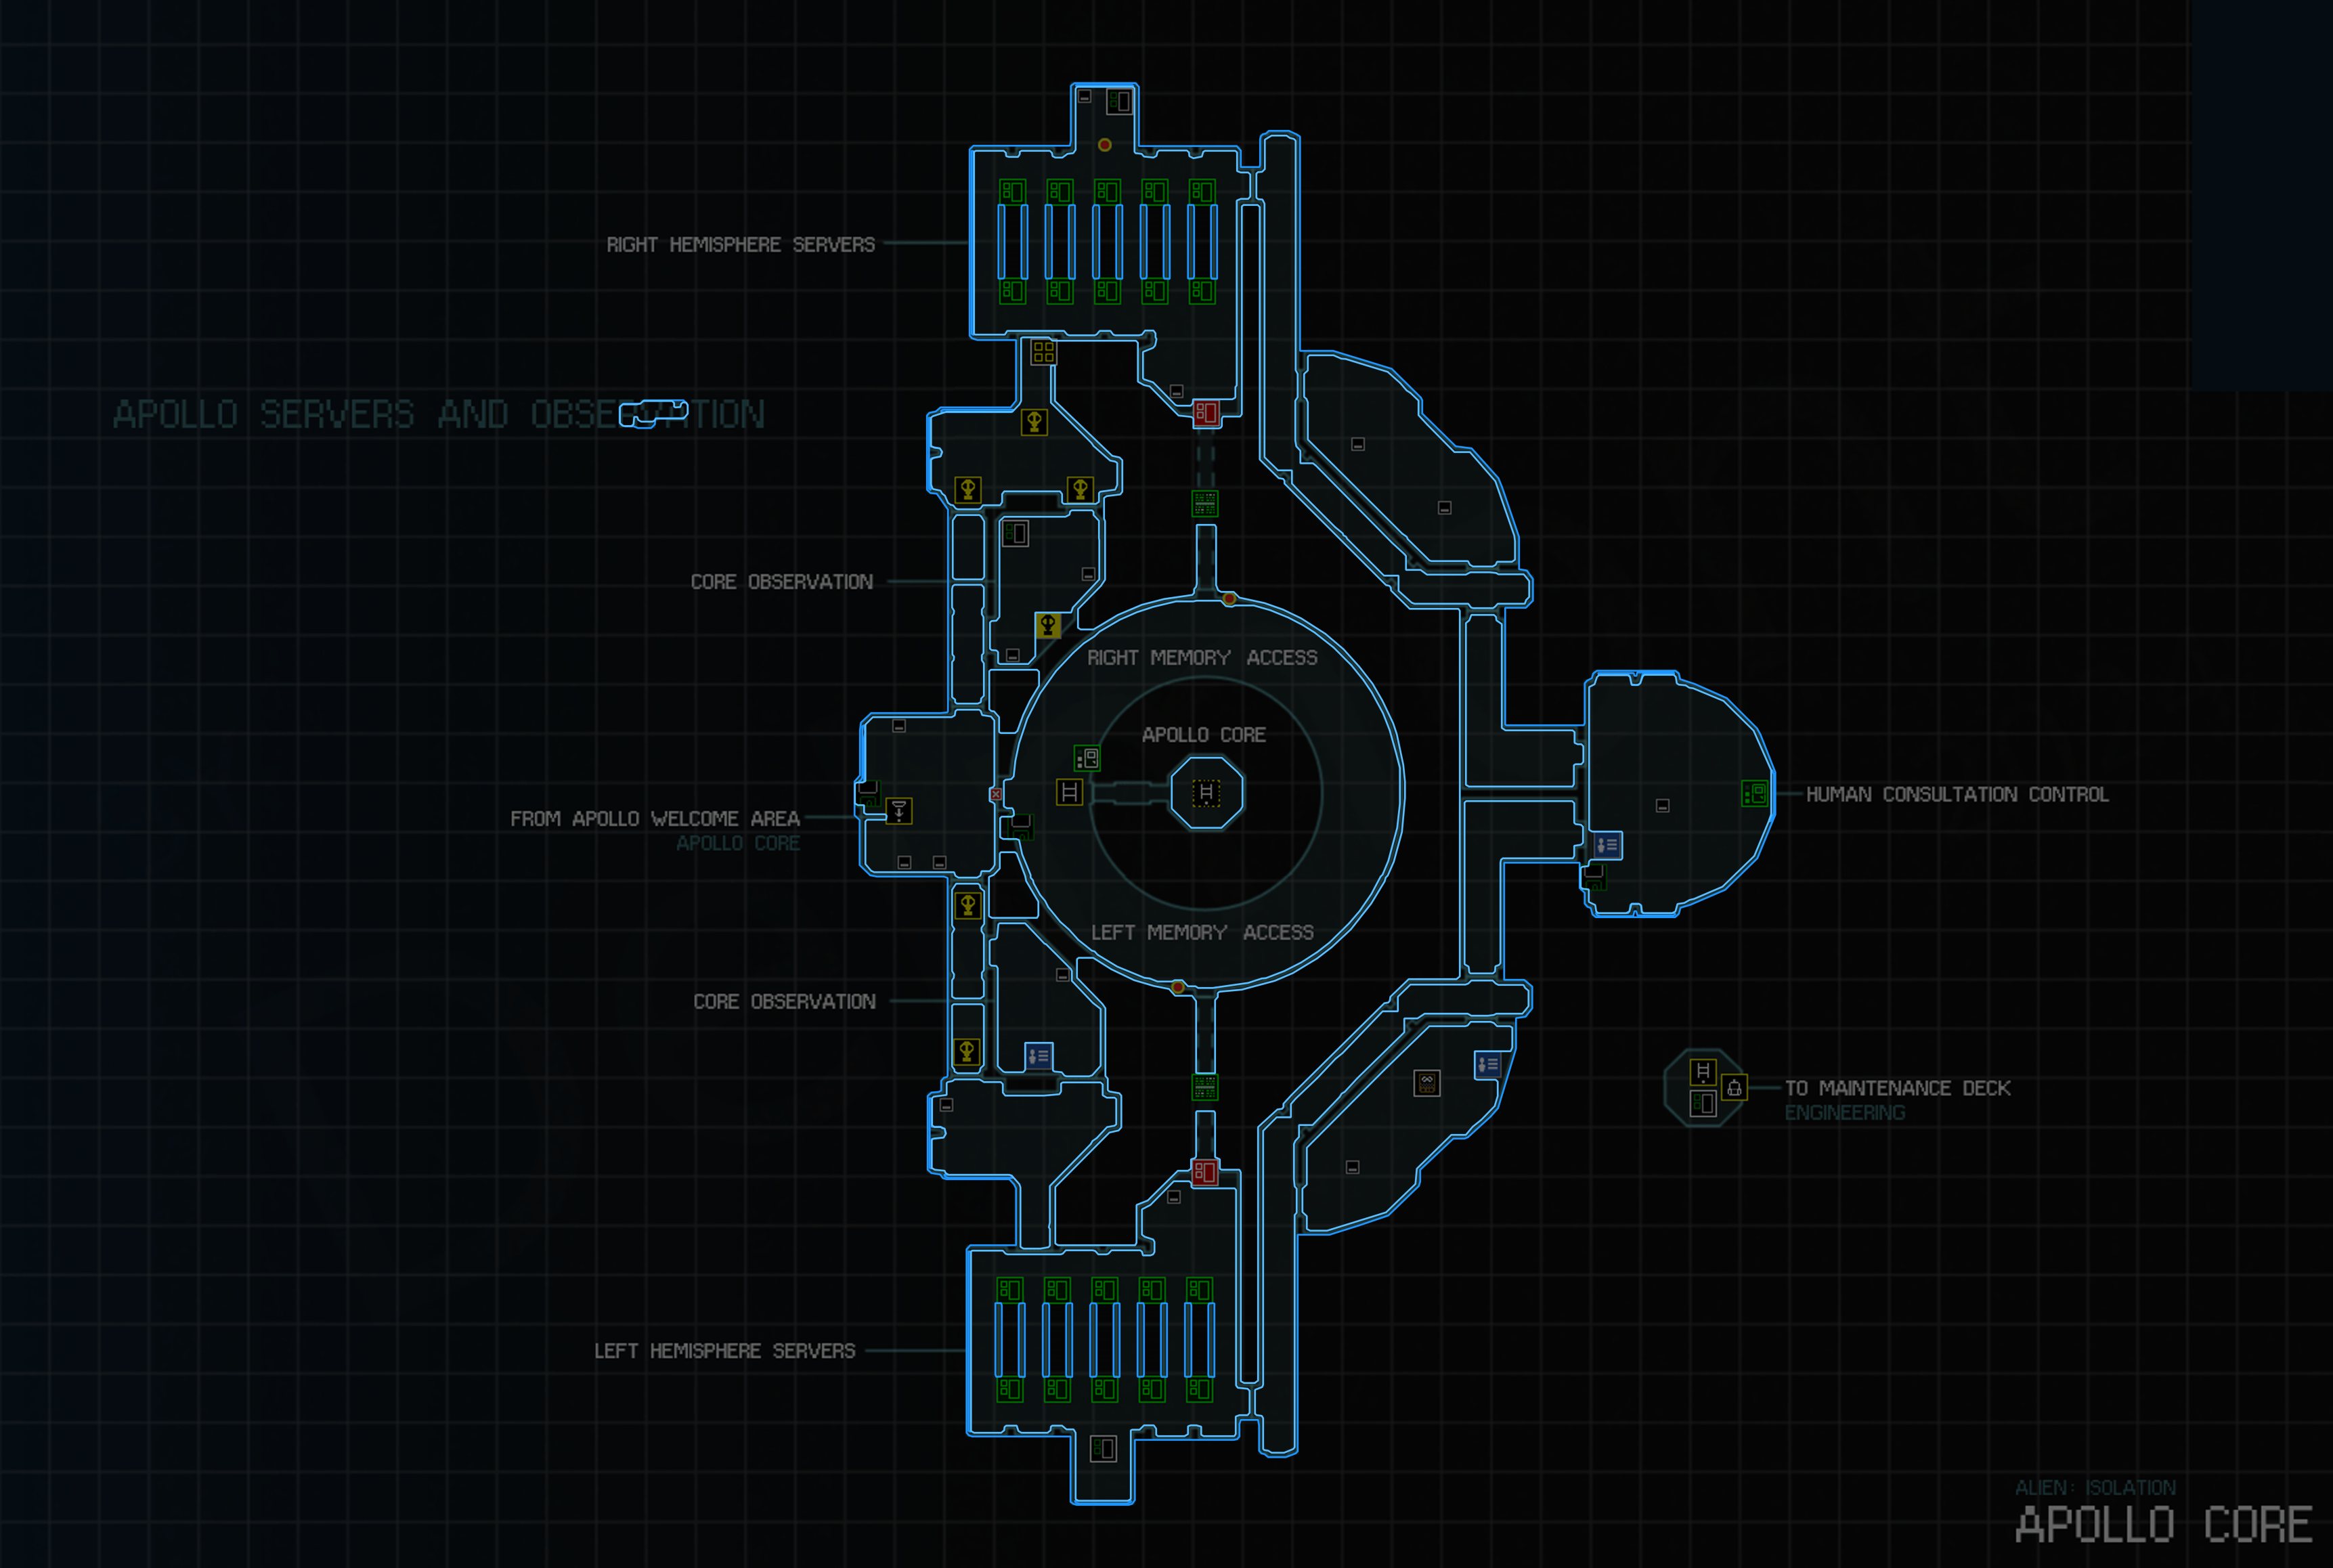 RIGHT HEMISPHERE SERVERS
APOLLO SERVERS AND OBSERVATION
CORE OBSERVATION
RIGHT MEMORY ACCESS
APOLLO CORE
FROM APOLLO WELCOME AREA
APOLLO CORE
HUMAN CONSULTATION CONTROL
LEFT MEMORY ACCESS
CORE OBSERVATION
TO MAINTENANCE DECK
ENGINEERING
LEFT HEMISPHERE SERVERS
ALIEN: ISOLATION
APOLLO CORE